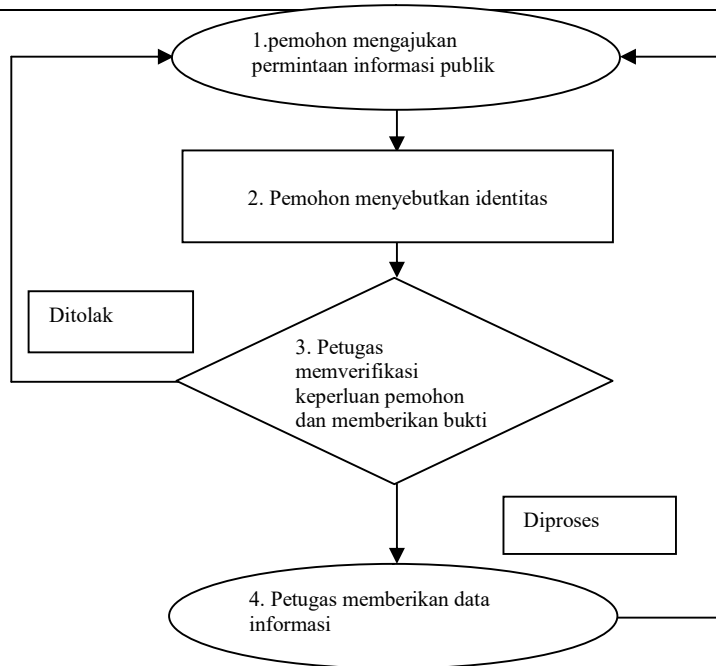 1.pemohon mengajukan
permintaan informasi publik
2. Pemohon menyebutkan identitas
Ditolak
3. Petugas
memverifikasi
keperluan pemohon
dan memberikan bukti
Diproses
4. Petugas memberikan data
informasi